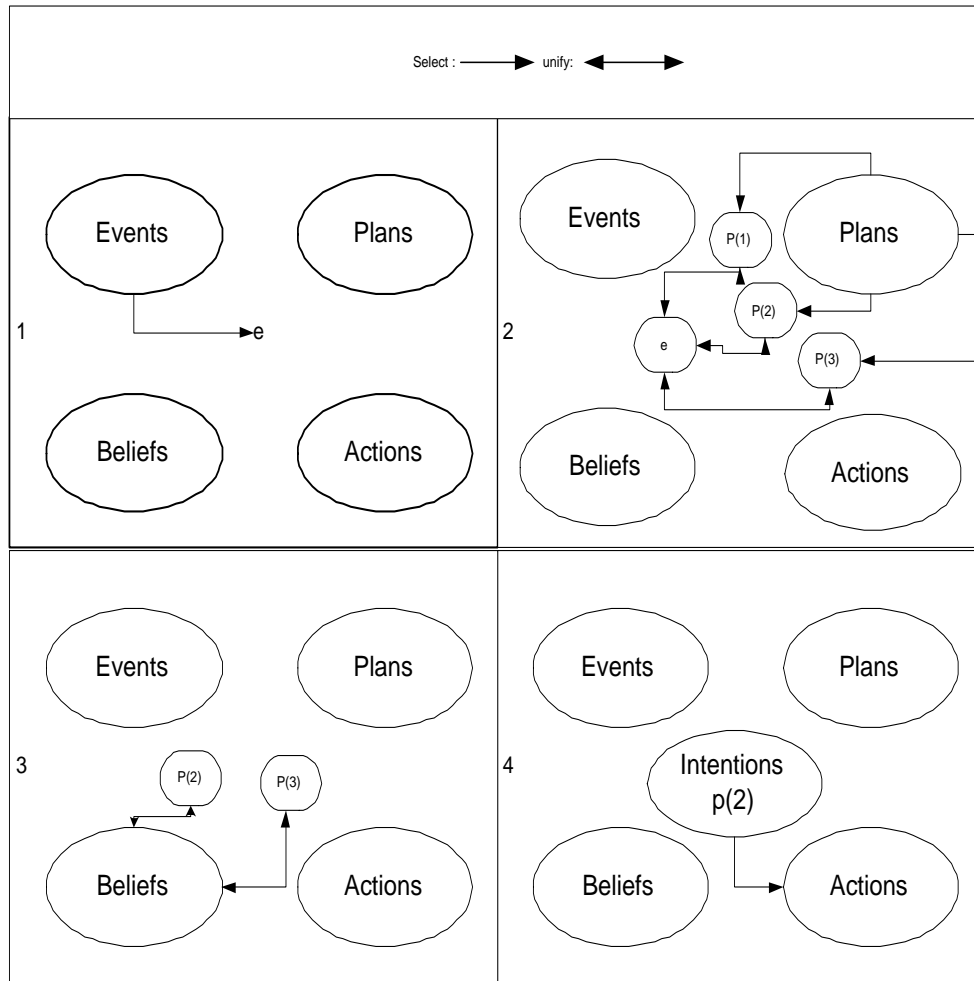 Select : unify:
1
Events Plans
e
Beliefs Actions
2
Events Plans
P(1)
P(2)
e
P(3)
Beliefs Actions
3
Events Plans
P(2) P(3)
Beliefs Actions
4
Events Plans
Intentions
p(2)
Beliefs Actions